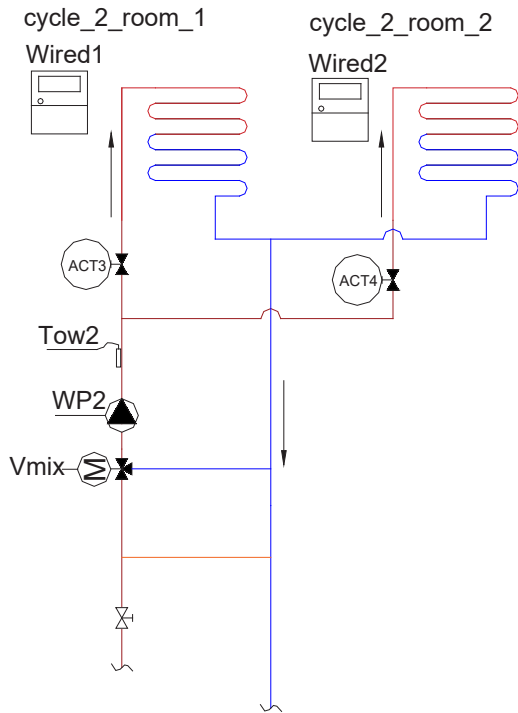 cycle_2_room_1
cycle_2_room_2
Wired1
Wired2
ACT3
ACT4
Tow2
WP2
Vmix
M